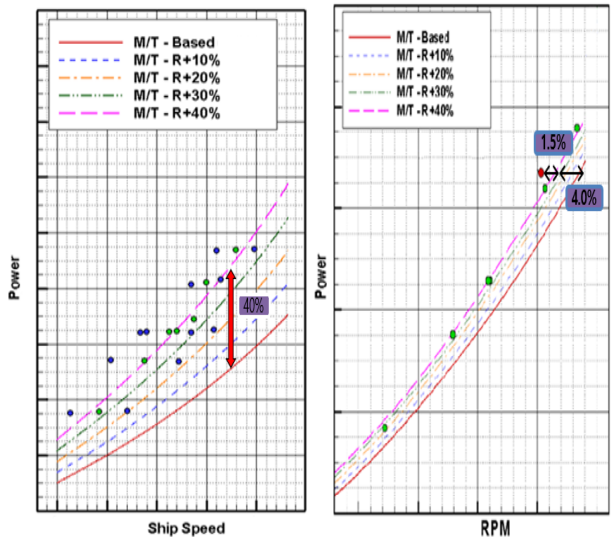 M/T - Based
M/T - R+10%
M/T - R+20%
M/T - R+30%
M/T - R+40%
Power
40%
Ship Speed
M/T - Based
M/T - R+10%
M/T - R+20%
M/T - R+30%
M/T - R+40%
1.5%
4.0%
Power
RPM